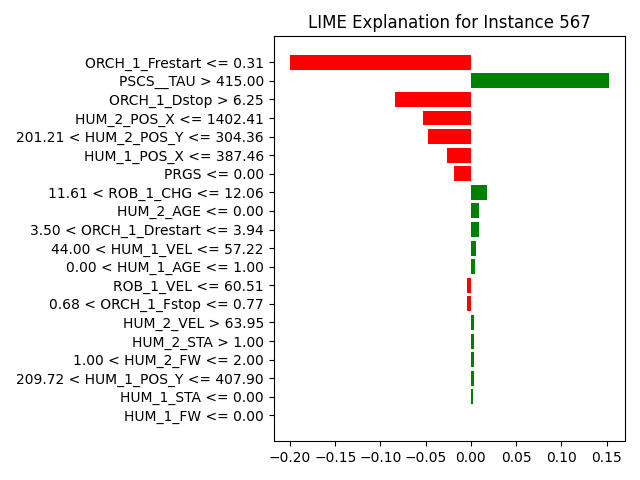 LIME Explanation for Instance 567
ORCH_1_Frestart <= 0.31
PSCS__TAU > 415.00
ORCH_1_Dstop > 6.25
HUM_2_POS_X <= 1402.41
201.21 < HUM_2_POS_Y <= 304.36
HUM_1_POS_X <= 387.46
PRGS <= 0.00
11.61 < ROB_1_CHG <= 12.06
HUM_2_AGE <= 0.00
3.50 < ORCH_1_Drestart <= 3.94
44.00 < HUM_1_VEL <= 57.22
0.00 < HUM_1_AGE <= 1.00
ROB_1_VEL <= 60.51
0.68 < ORCH_1_Fstop <= 0.77
HUM_2_VEL > 63.95
HUM_2_STA > 1.00
1.00 < HUM_2_FW <= 2.00
209.72 < HUM_1_POS_Y <= 407.90
HUM_1_STA <= 0.00
HUM_1_FW <= 0.00
−0.20 −0.15 −0.10 −0.05 0.00 0.05 0.10 0.15